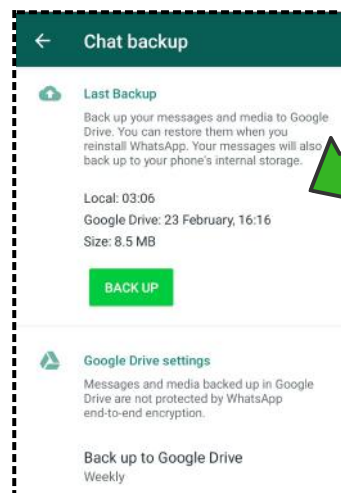 Chat backup
Last Backup
Back up your messages and media to Google
Drive. You can restore them when you
reinstall WhatsApp. Your messages will also
back up to your phone's internal storage.
Local: 03:06
Google Drive: 23 February, 16:16
Size: 8.5 MB
BACK UP
Google Drive settings
Messages and media backed up in Google
Drive are not protected by WhatsApp
end-to-end encryption.
Back up to Google Drive
Weekly